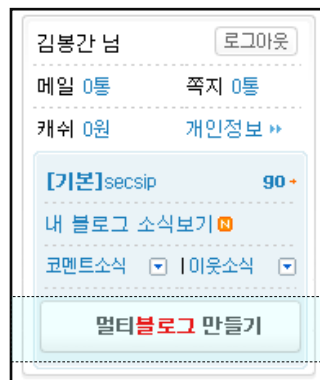 김봉간 님 로그아웃
메일 0통 쪽지 0통
캐쉬 0원 개인정보
[기본]secsip go
내 블로그 소식보기 N
코멘트소식 | 이웃소식
멀티블로그 만들기